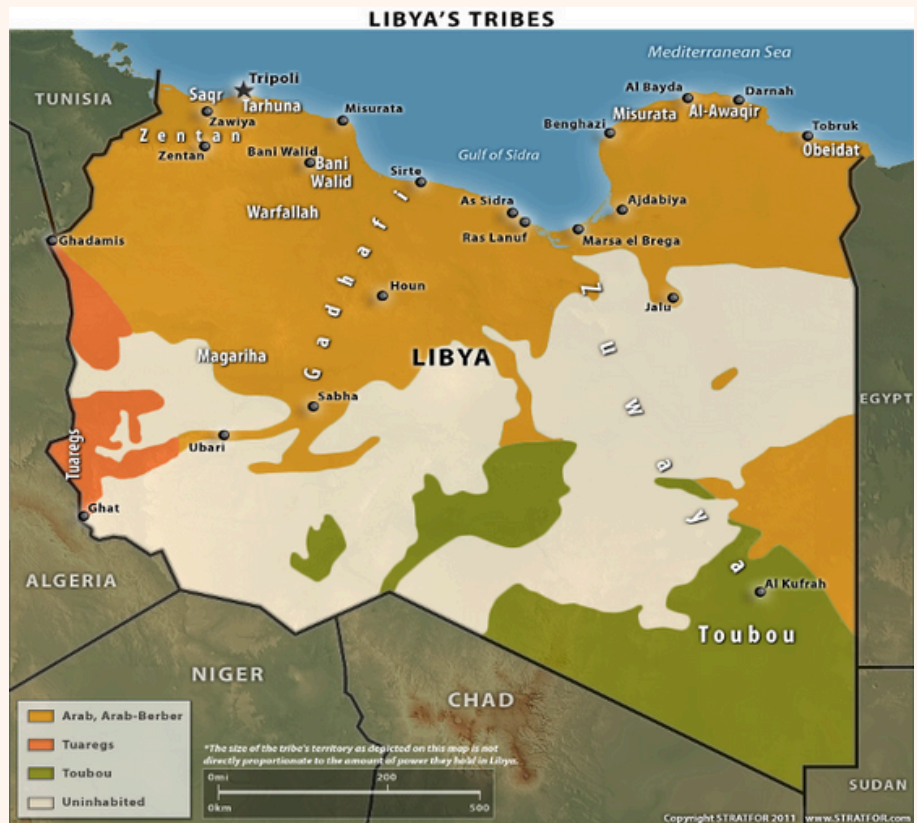 LIBYA'S TRIBES
Mediterranean Sea
TUNISIA
Tripoli
Saqr
Tarhuna
Zawiya
Misurata
Zentan
Zentan
Bani Walid
Bani
Walid
Warfallah
Sirte
Gulf of Sidra
Al Bayda
Darnah
Misurata
Al-Awaqir
Benghazi
Tobruk
Obeidat
As Sidra
Ras Lanuf
Ajdabiya
Marsa el Brega
Ghadamis
Gadhafi
Houn
Jalu
Zuwaya
Magariha
LIBYA
Sabha
Ubari
EGYPT
Tuaregs
Ghat
ALGERIA
Al Kufrah
Toubou
NIGER
CHAD
SUDAN
Arab, Arab-Berber
Tuaregs
Toubou
Uninhabited
*The size of the tribe's territory as depicted on this map is not
directly proportionate to the amount of power they hold in Libya.
0mi 200
0km 500
Copyright STRATFOR 2011 www.STRATFOR.com